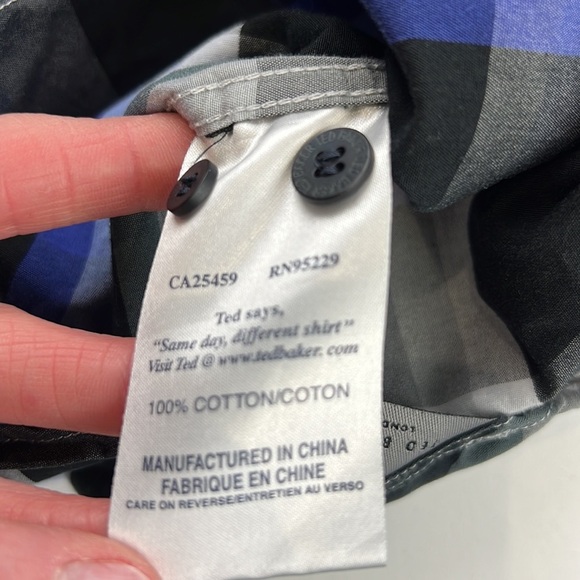 CA25459 RN95229
Ted says,
"Same day, different shirt"
Visit Ted @ www.tedbaker.com
100% COTTON/COTON
MANUFACTURED IN CHINA
FABRIQUE EN CHINE
CARE ON REVERSE/ENTRETIEN AU VERSO